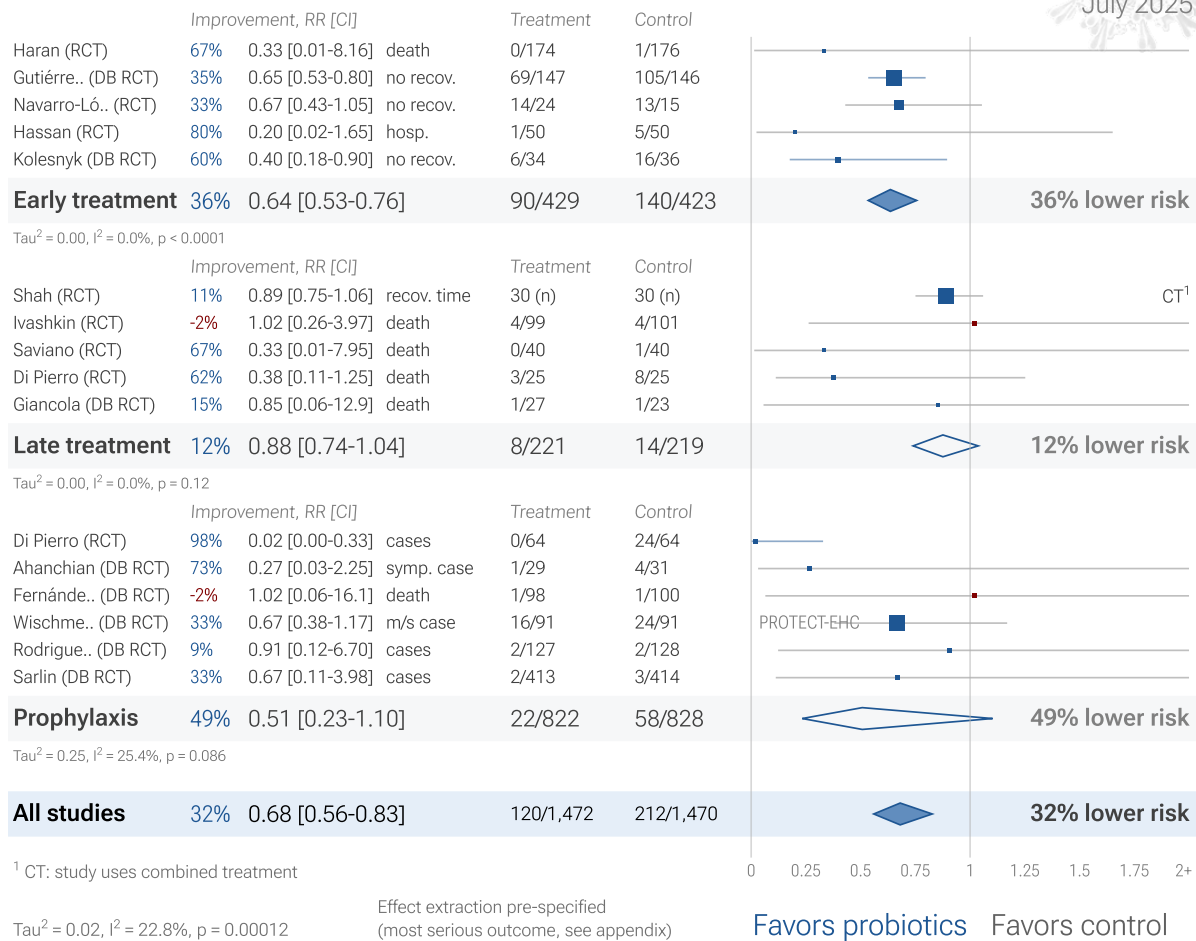 July 2025
Improvement, RR [CI] Treatment Control
Haran (RCT) 67% 0.33 [0.01-8.16] death 0/174 1/176
Gutiérre.. (DB RCT) 35% 0.65 [0.53-0.80] no recov. 69/147 105/146
Navarro-Ló.. (RCT) 33% 0.67 [0.43-1.05] no recov. 14/24 13/15
Hassan (RCT) 80% 0.20 [0.02-1.65] hosp. 1/50 5/50
Kolesnyk (DB RCT) 60% 0.40 [0.18-0.90] no recov. 6/34 16/36
Early treatment 36% 0.64 [0.53-0.76] 90/429 140/423 36% lower risk
Tau² = 0.00, I² = 0.0%, p < 0.0001
Improvement, RR [CI] Treatment Control
Shah (RCT) 11% 0.89 [0.75-1.06] recov. time 30 (n) 30 (n) CT¹
Ivashkin (RCT) -2% 1.02 [0.26-3.97] death 4/99 4/101
Saviano (RCT) 67% 0.33 [0.01-7.95] death 0/40 1/40
Di Pierro (RCT) 62% 0.38 [0.11-1.25] death 3/25 8/25
Giancola (DB RCT) 15% 0.85 [0.06-12.9] death 1/27 1/23
Late treatment 12% 0.88 [0.74-1.04] 8/221 14/219 12% lower risk
Tau² = 0.00, I² = 0.0%, p = 0.12
Improvement, RR [CI] Treatment Control
Di Pierro (RCT) 98% 0.02 [0.00-0.33] cases 0/64 24/64
Ahanchian (DB RCT) 73% 0.27 [0.03-2.25] symp. case 1/29 4/31
Fernánde.. (DB RCT) -2% 1.02 [0.06-16.1] death 1/98 1/100
Wischme.. (DB RCT) 33% 0.67 [0.38-1.17] m/s case 16/91 24/91 PROTECT-EHC
Rodrigue.. (DB RCT) 9% 0.91 [0.12-6.70] cases 2/127 2/128
Sarlin (DB RCT) 33% 0.67 [0.11-3.98] cases 2/413 3/414
Prophylaxis 49% 0.51 [0.23-1.10] 22/822 58/828 49% lower risk
Tau² = 0.25, I² = 25.4%, p = 0.086
All studies 32% 0.68 [0.56-0.83] 120/1,472 212/1,470 32% lower risk
¹ CT: study uses combined treatment 0 0.25 0.5 0.75 1 1.25 1.5 1.75 2+
Effect extraction pre-specified
Tau² = 0.02, I² = 22.8%, p = 0.00012 (most serious outcome, see appendix) Favors probiotics Favors control